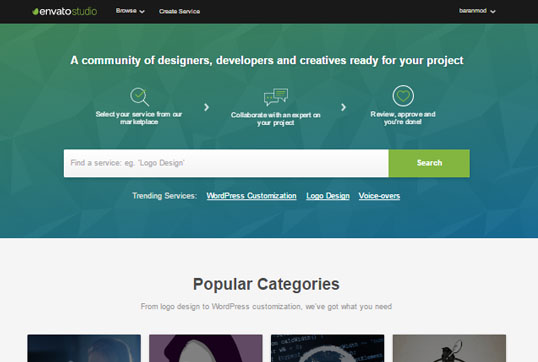 envatostudio Browse Create Service baranmod
A community of designers, developers and creatives ready for your project
Select your service from our
marketplace
Collaborate with an expert on
your project
Review, approve and
you're done!
Find a service: eg. 'Logo Design' Search
Trending Services: WordPress Customization Logo Design Voice-overs
Popular Categories
From logo design to WordPress customization, we've got what you need